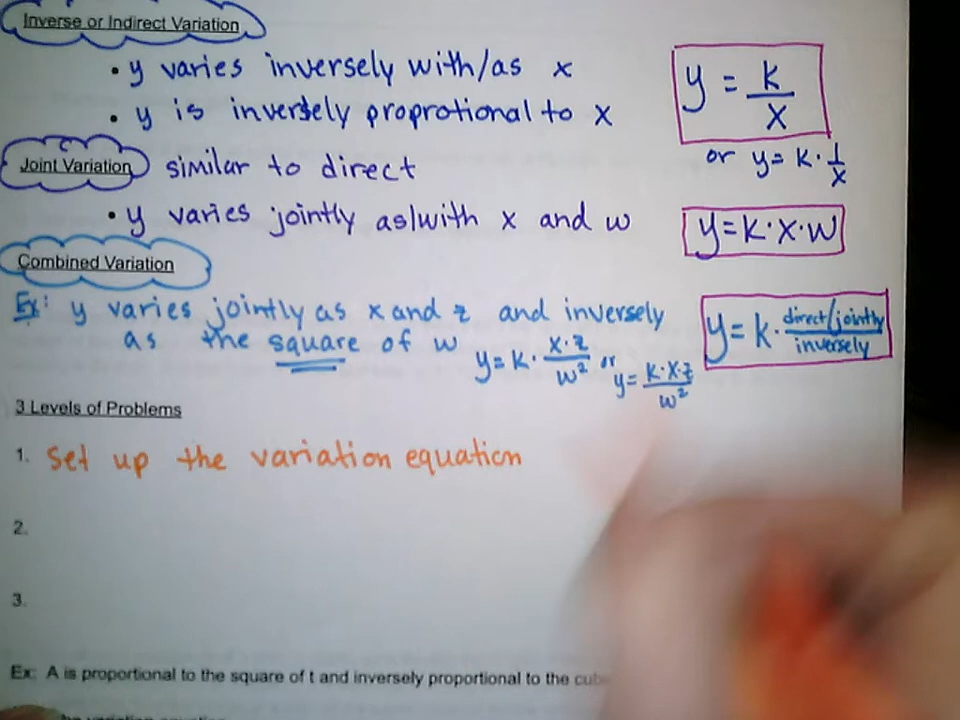 Inverse or Indirect Variation
• y varies inversely with/as x
y = k/x
• y is inversely proprotional to x
or y = k · 1/x
Joint Variation similar to direct
• y varies jointly as/with x and w
y = k·x·w
Combined Variation
Ex: y varies jointly as x and z and inversely
as the square of w y = k · x·z/w² or y = k·x·z/w²
y = k · direct/jointly/inversely
3 Levels of Problems
1. Set up the variation equation
2.
3.
Ex: A is proportional to the square of t and inversely proportional to the
variation equation